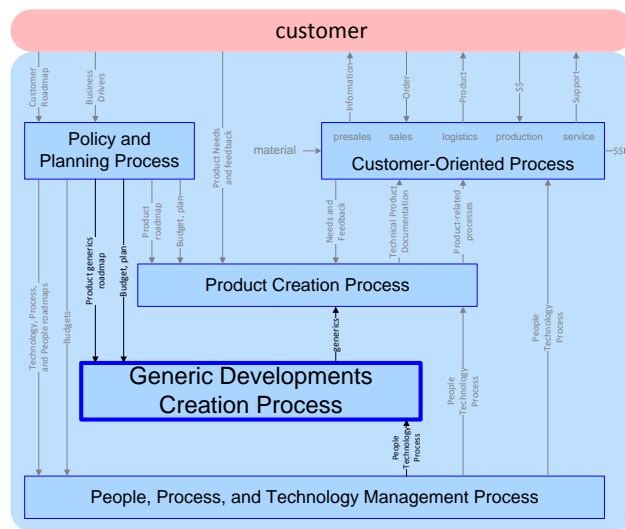 customer
Customer
Roadmap
Business
Drivers
Product Needs
and feedback
Information
Order
Product
$$
Support
Policy and
Planning Process
material
presales sales logistics production service
Customer-Oriented Process
Technology, Process,
and People roadmaps
Budgets
Product generics
roadmap
Budget, plan
Product
roadmap
Budget, plan
Needs and
Feedback
Technical Product
Documentation
Product-related
processes
People
Technology
Process
Product Creation Process
generics
Generic Developments
Creation Process
People
Technology
Process
People
Technology
Process
People, Process, and Technology Management Process